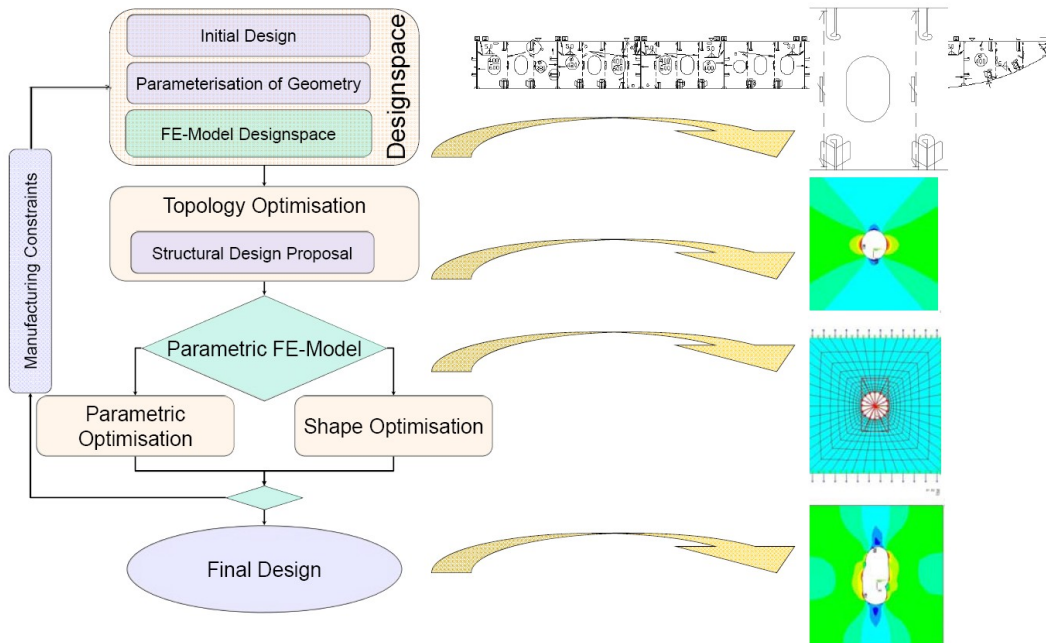 Initial Design
Parameterisation of Geometry
FE-Model Designspace
Designspace
Topology Optimisation
Structural Design Proposal
Manufacturing Constraints
Parametric FE-Model
Parametric
Optimisation
Shape Optimisation
Final Design